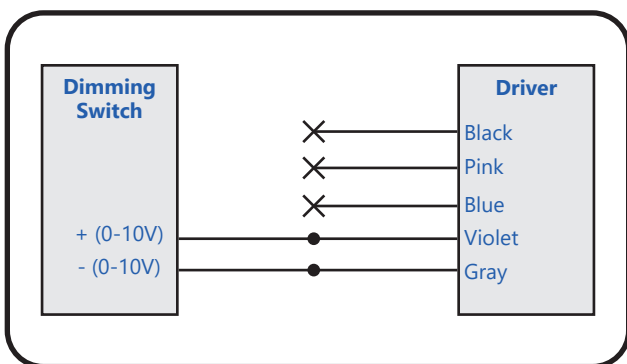 Dimming
Switch
+ (0-10V)
- (0-10V)
Driver
Black
Pink
Blue
Violet
Gray